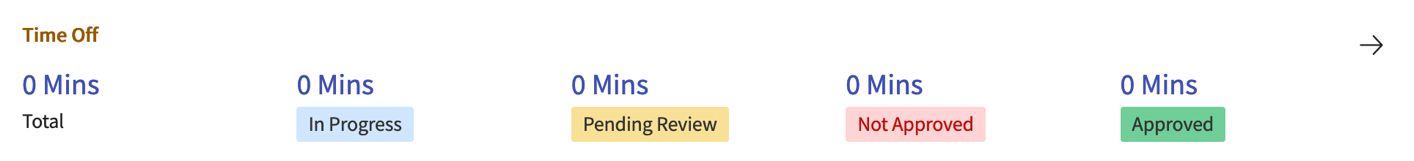 Time Off
0 Mins 0 Mins 0 Mins 0 Mins 0 Mins
Total In Progress Pending Review Not Approved Approved